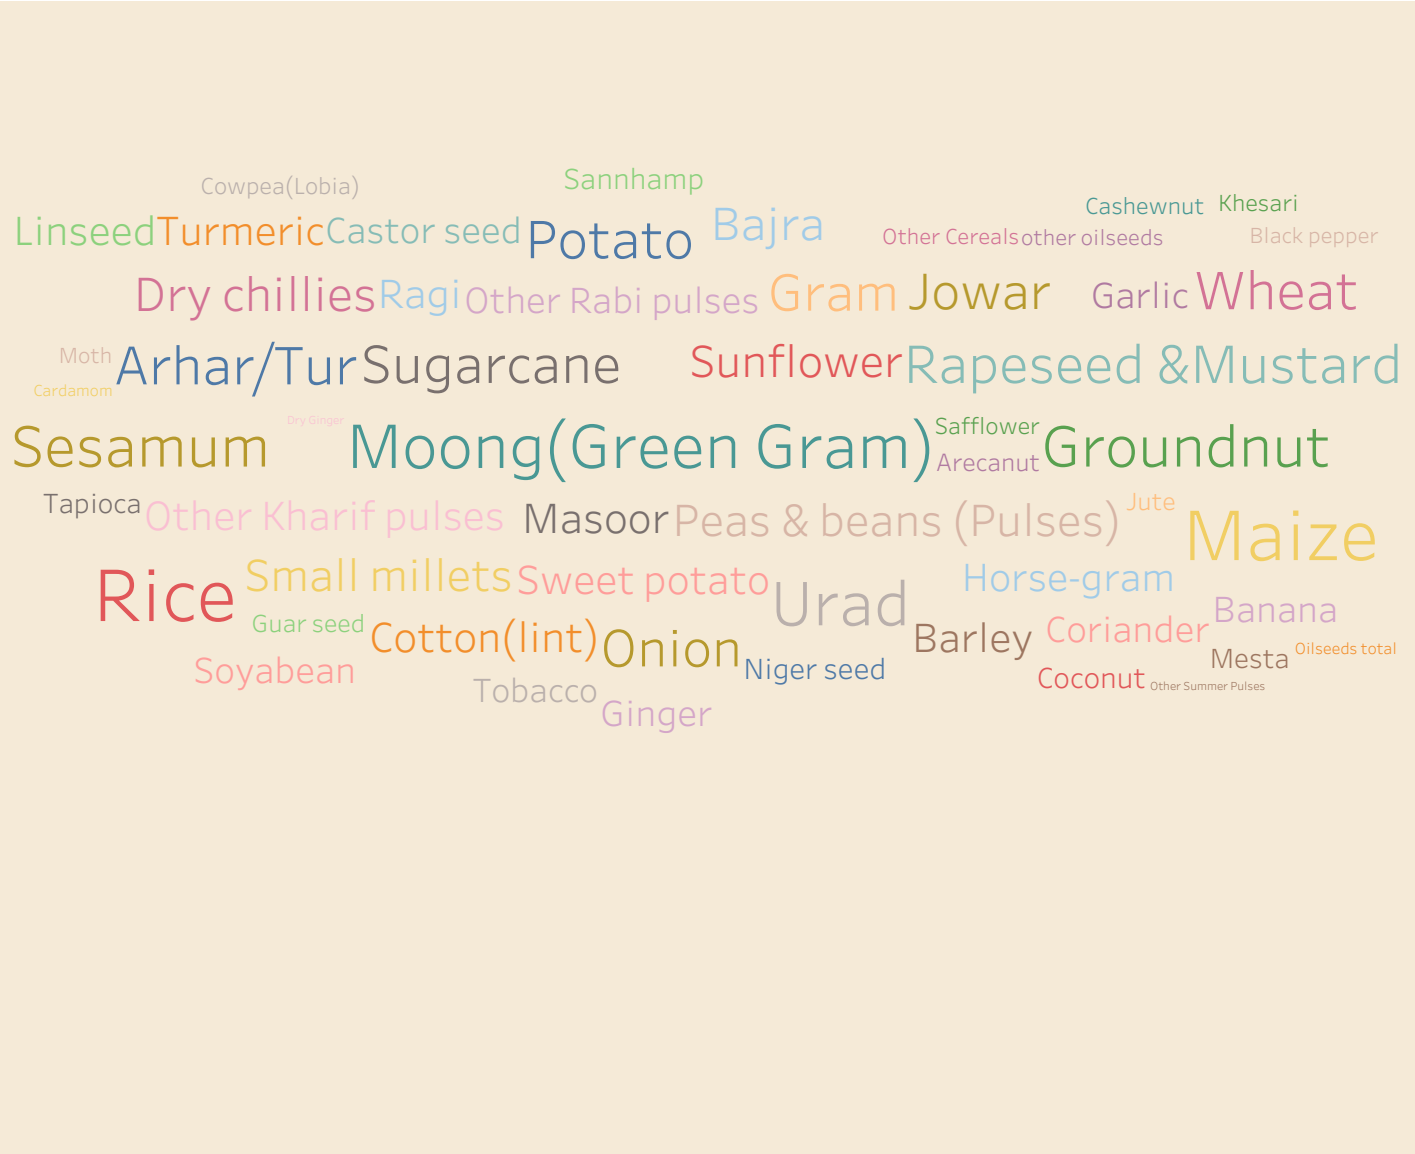 Cowpea(Lobia) Sannhamp
Cashewnut Khesari
Linseed Turmeric Castor seed Potato Bajra Other Cereals other oilseeds Black pepper
Dry chillies Ragi Other Rabi pulses Gram Jowar Garlic Wheat
Moth Arhar/Tur Sugarcane Sunflower Rapeseed &Mustard
Cardamom
Dry Ginger
Sesamum Moong(Green Gram) Safflower Groundnut
Arecanut
Tapioca Other Kharif pulses Masoor Peas & beans (Pulses) Jute Maize
Rice Small millets Sweet potato Urad Horse-gram Banana
Guar seed Cotton(lint) Onion Barley Coriander
Soyabean Niger seed Mesta Oilseeds total
Tobacco Coconut Other Summer Pulses
Ginger